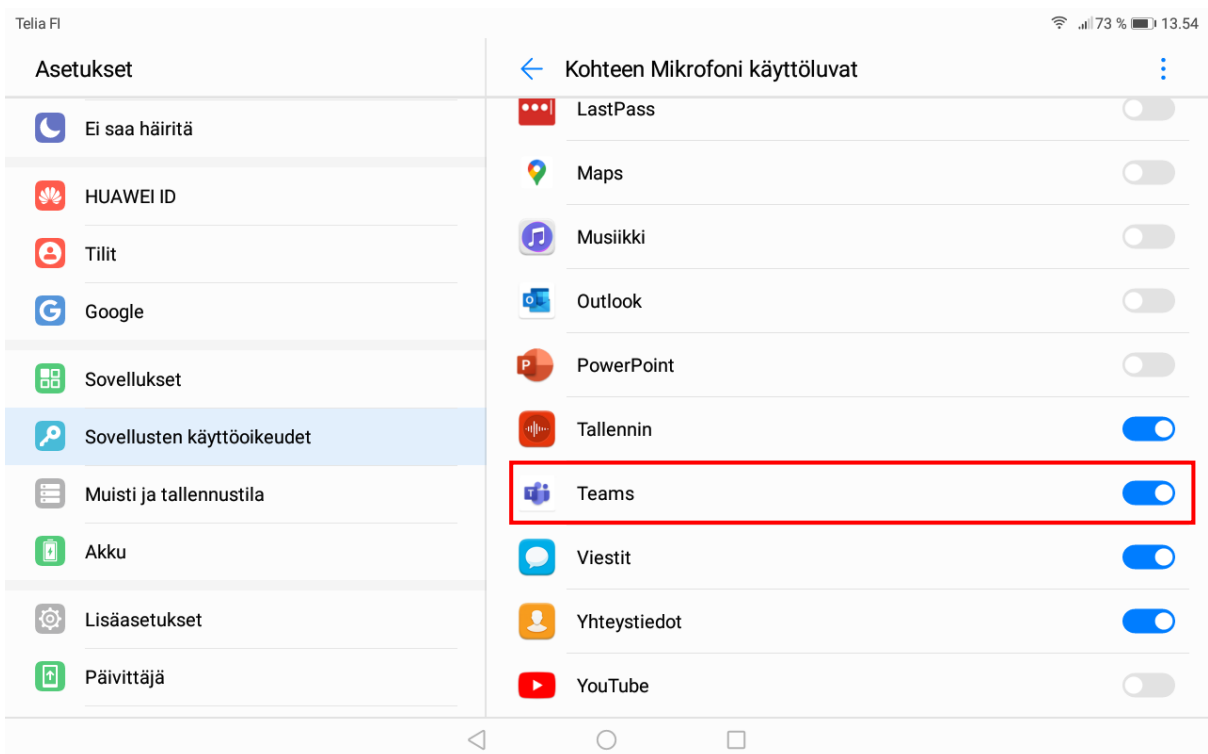 Telia FI
73 % 13.54
Asetukset
Ei saa häiritä
HUAWEI ID
Tilit
Google
Sovellukset
Sovellusten käyttöoikeudet
Muisti ja tallennustila
Akku
Lisäasetukset
Päivittäjä
Kohteen Mikrofoni käyttöluvat
LastPass
Maps
Musiikki
Outlook
PowerPoint
Tallennin
Teams
Viestit
Yhteystiedot
YouTube